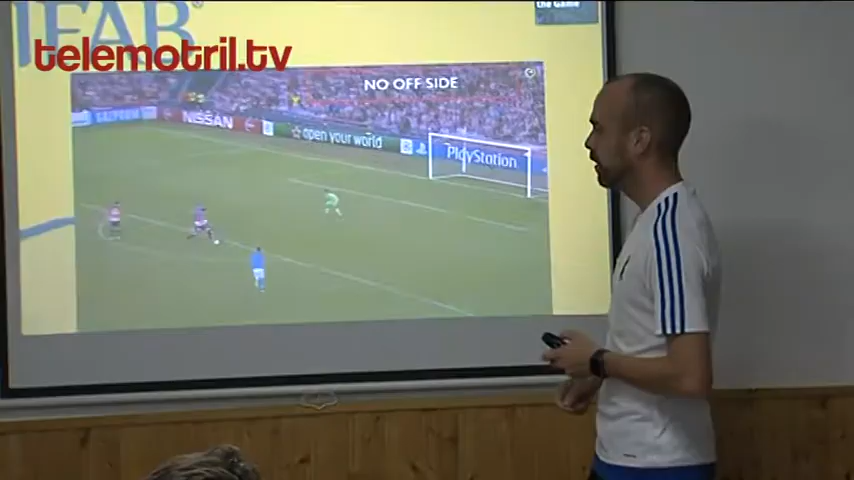 IFAB
the Game
telemotril.tv
NO OFF SIDE
NISSAN
open your world
PlayStation